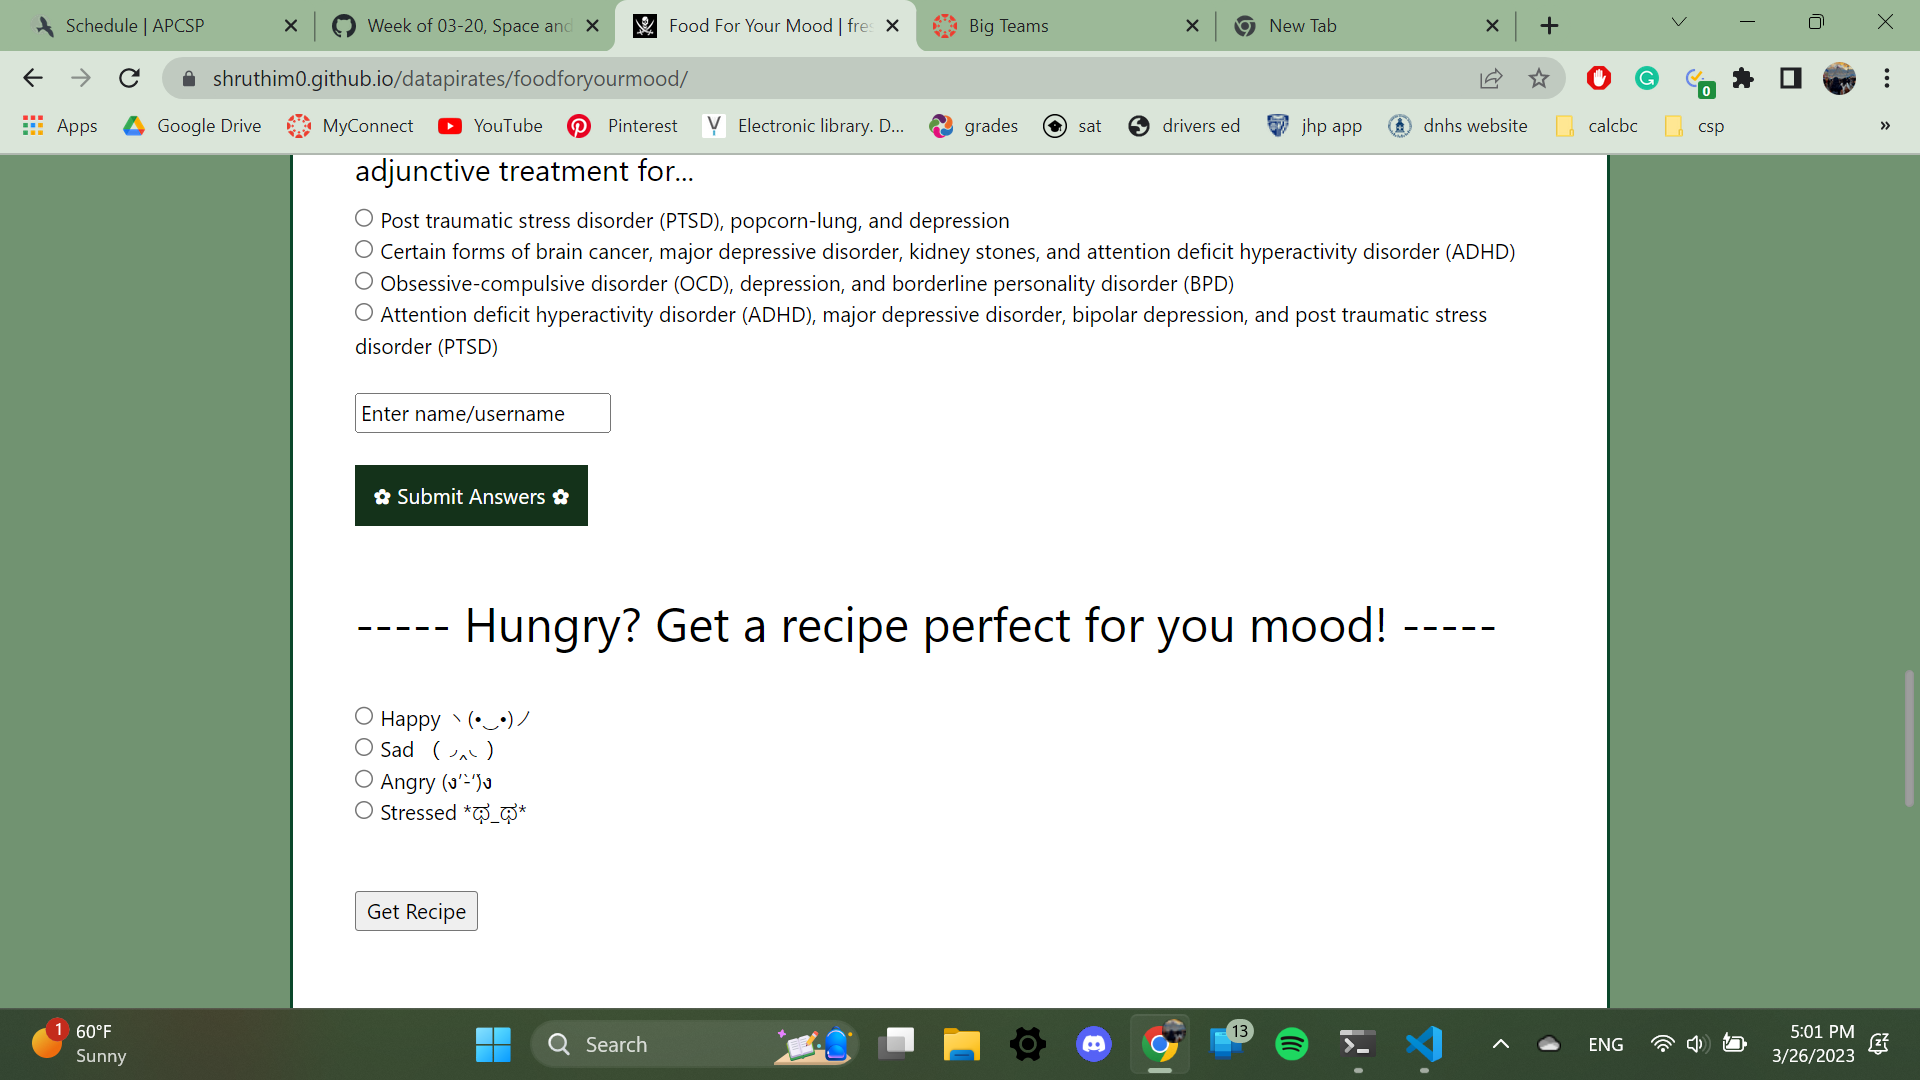 Schedule | APCSP
Week of 03-20, Space and
Food For Your Mood | fres
Big Teams
New Tab
shruthim0.github.io/datapirates/foodforyourmood/
0
Apps
Google Drive
MyConnect
YouTube
Pinterest
Electronic library. D...
grades
sat
drivers ed
jhp app
dnhs website
calcbc
csp
»
adjunctive treatment for...
Post traumatic stress disorder (PTSD), popcorn-lung, and depression
Certain forms of brain cancer, major depressive disorder, kidney stones, and attention deficit hyperactivity disorder (ADHD)
Obsessive-compulsive disorder (OCD), depression, and borderline personality disorder (BPD)
Attention deficit hyperactivity disorder (ADHD), major depressive disorder, bipolar depression, and post traumatic stress
disorder (PTSD)
Enter name/username
✿ Submit Answers ✿
----- Hungry? Get a recipe perfect for you mood! -----
Happy ヽ(•‿•)ノ
Sad （ ◞‸◟ ）
Angry (ง'̀-'́)ง
Stressed *ಥ_ಥ*
Get Recipe
1
60°F
Sunny
Search
13
ENG
5:01 PM
3/26/2023